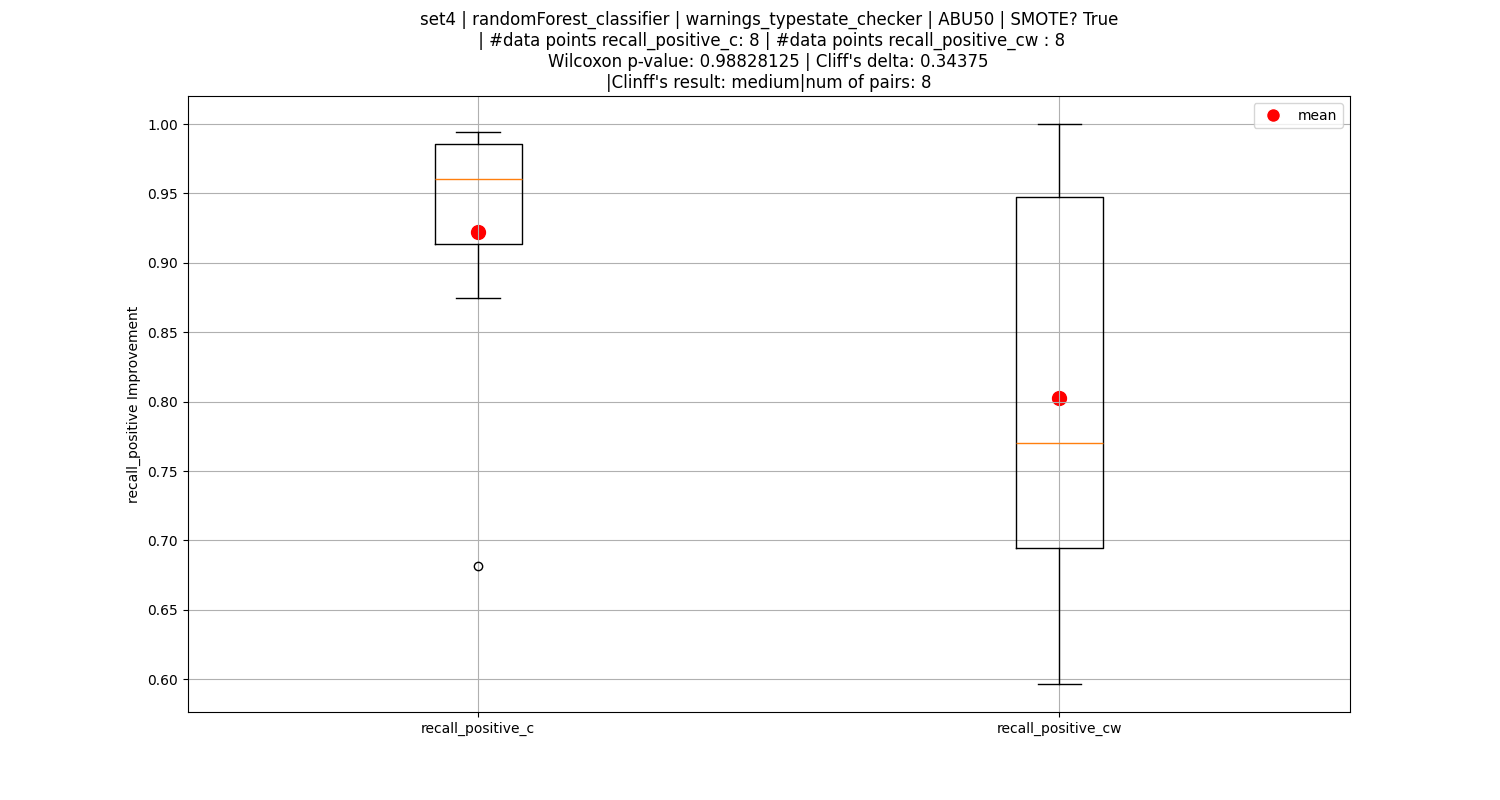 set4 | randomForest_classifier | warnings_typestate_checker | ABU50 | SMOTE? True
| #data points recall_positive_c: 8 | #data points recall_positive_cw : 8
Wilcoxon p-value: 0.98828125 | Cliff's delta: 0.34375
|Clinff's result: medium|num of pairs: 8
mean
1.00
0.95
0.90
0.85
0.80
0.75
0.70
0.65
0.60
recall_positive Improvement
recall_positive_c
recall_positive_cw